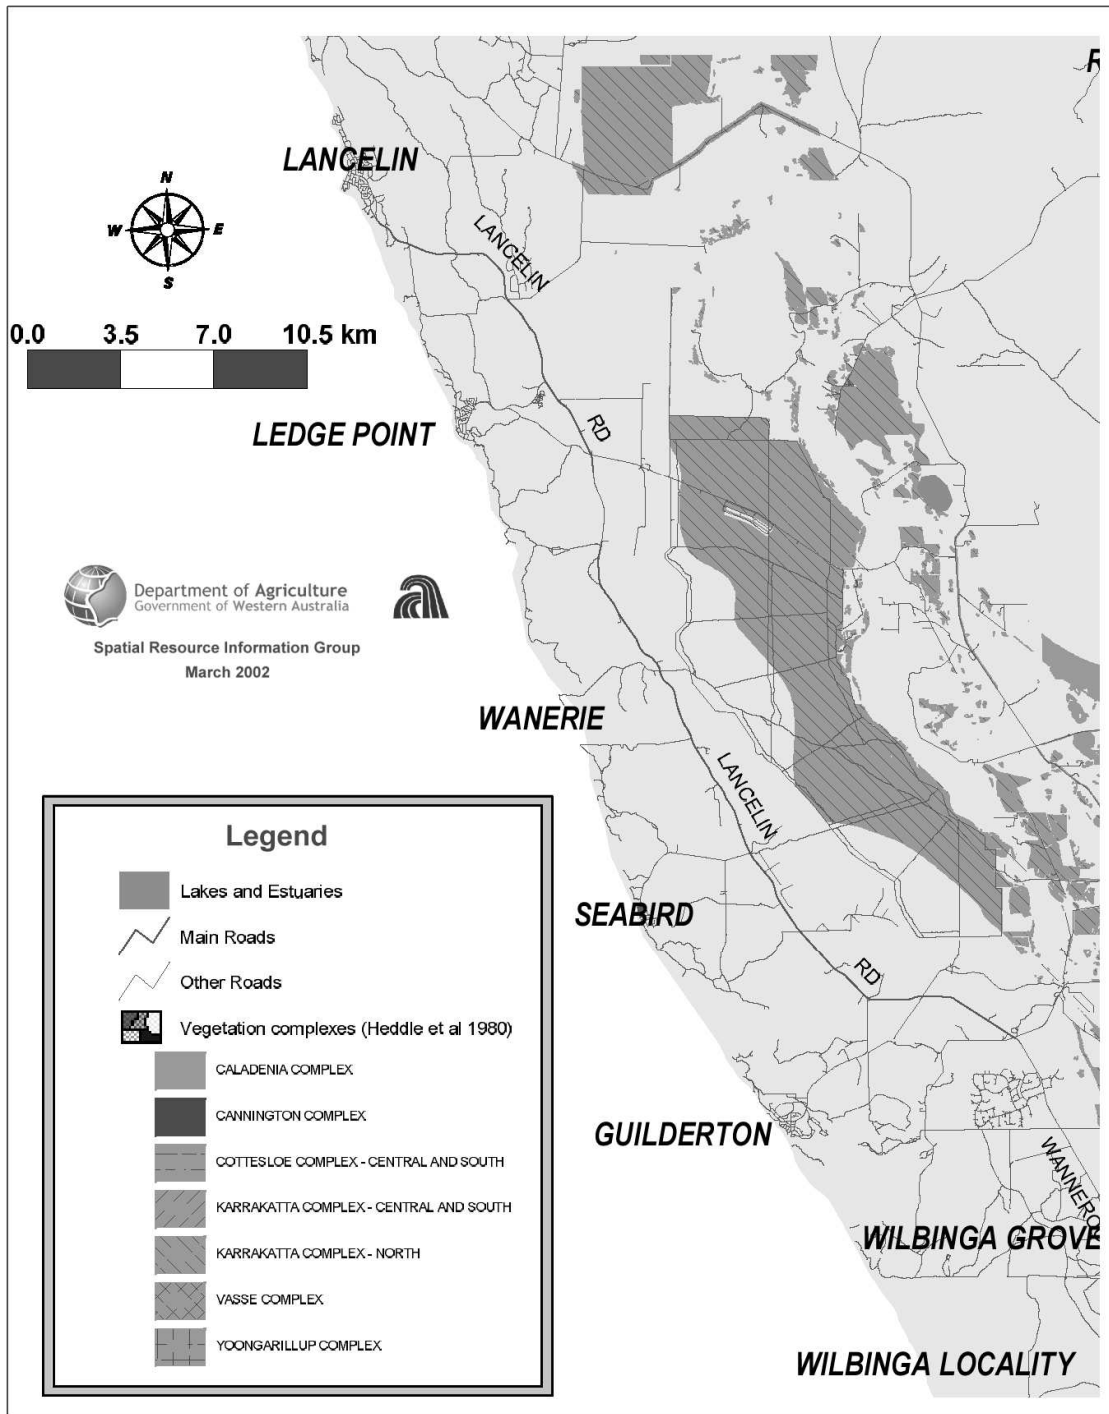 R
LANCELIN
N
W E
S
LANCELIN
0.0 3.5 7.0 10.5 km
LEDGE POINT
RD
Department of Agriculture
Government of Western Australia
Spatial Resource Information Group
March 2002
WANERIE
LANCELIN
Legend
Lakes and Estuaries
Main Roads
Other Roads
Vegetation complexes (Heddle et al 1980)
CALADENIA COMPLEX
CANNINGTON COMPLEX
COTTESLOE COMPLEX - CENTRAL AND SOUTH
KARRAKATTA COMPLEX - CENTRAL AND SOUTH
KARRAKATTA COMPLEX - NORTH
VASSE COMPLEX
YOONGARILLUP COMPLEX
SEABIRD
RD
GUILDERTON
WANNEROO
WILBINGA GROVE
WILBINGA LOCALITY